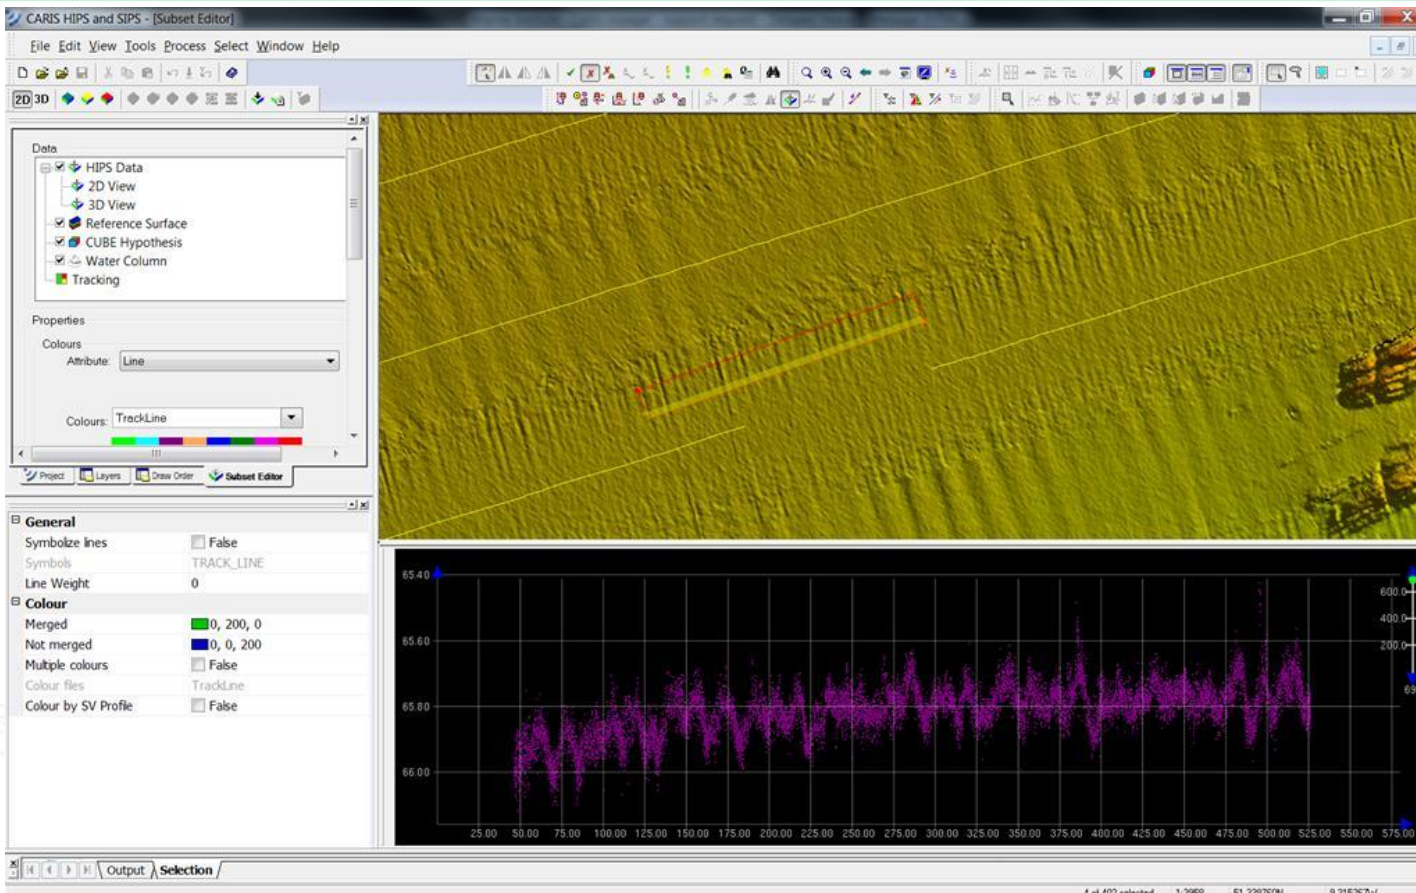 CARIS HIPS and SIPS - [Subset Editor]
File Edit View Tools Process Select Window Help
2D 3D
Data
HIPS Data
2D View
3D View
Reference Surface
CUBE Hypothesis
Water Column
Tracking
Properties
Colours
Attribute: Line
Colours: TrackLine
Project Layers Draw Order Subset Editor
General
Symbolize lines False
Symbols TRACK_LINE
Line Weight 0
Colour
Merged 0, 200, 0
Not merged 0, 0, 200
Multiple colours False
Colour files TrackLine
Colour by SV Profile False
65.40
65.60
65.80
66.00
600.0
400.0
200.0
69
25.00 50.00 75.00 100.00 125.00 150.00 175.00 200.00 225.00 250.00 275.00 300.00 325.00 350.00 375.00 400.00 425.00 450.00 475.00 500.00 525.00 550.00 575.00
Output Selection